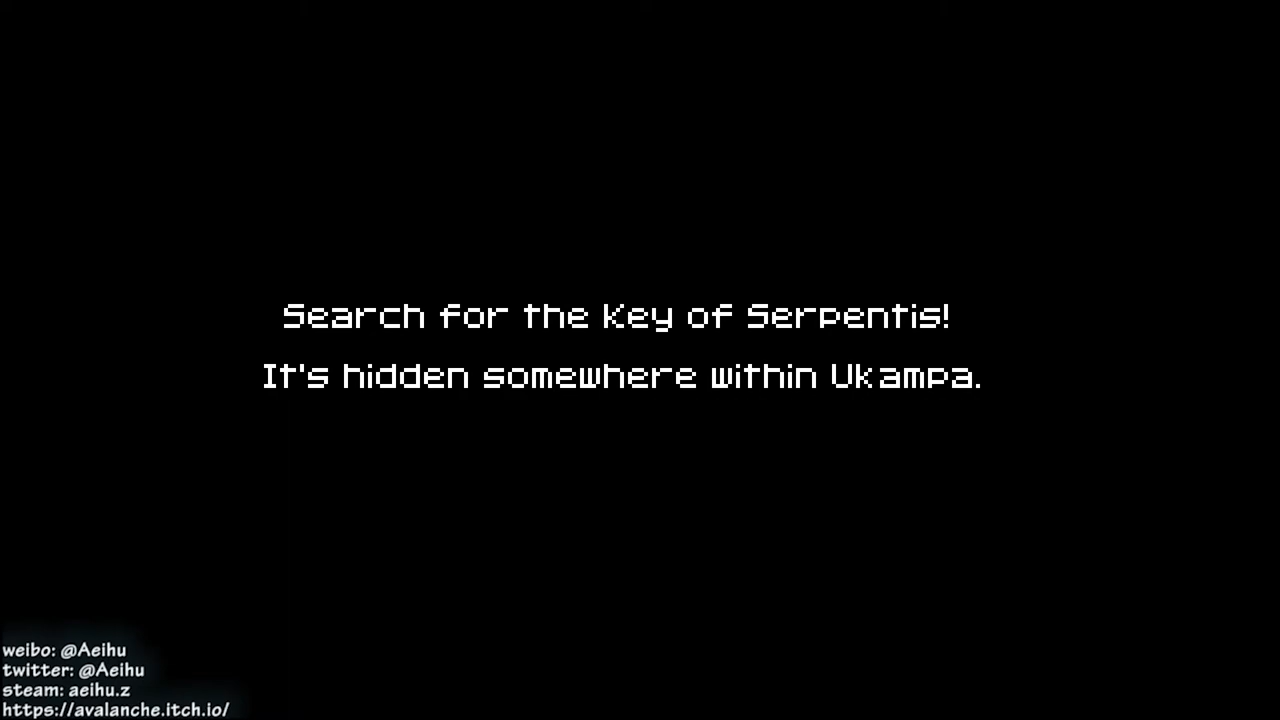 Search for the Key of Serpentis!
It's hidden somewhere within Ukampa.
weibo: @Aeihu
twitter: @Aeihu
steam: aeihu.z
https://avalanche.itch.io/